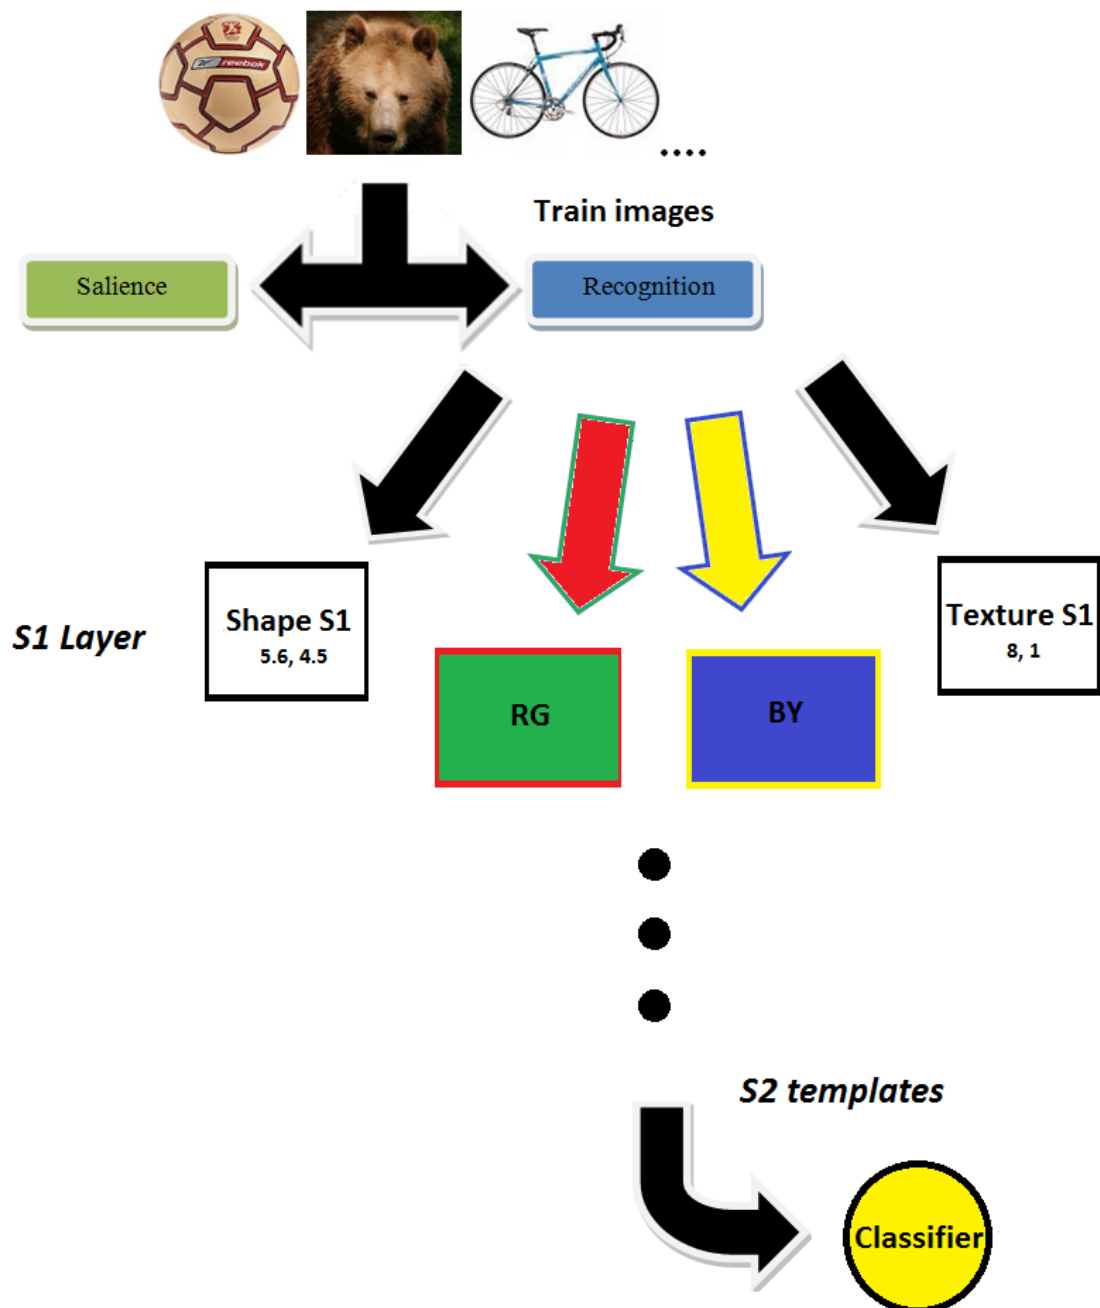 Reebok
....
Train images
Salience
Recognition
Shape S1
5.6, 4.5
Texture S1
8, 1
S1 Layer
RG
BY
S2 templates
Classifier